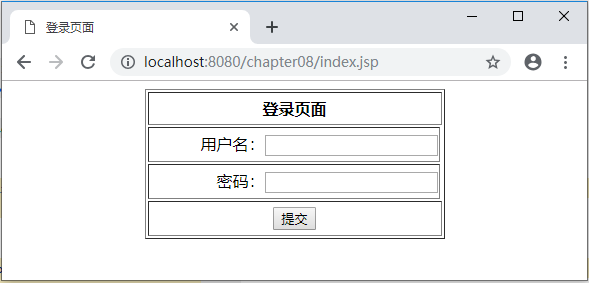 登录页面
localhost:8080/chapter08/index.jsp
登录页面
用户名：
密码：
提交